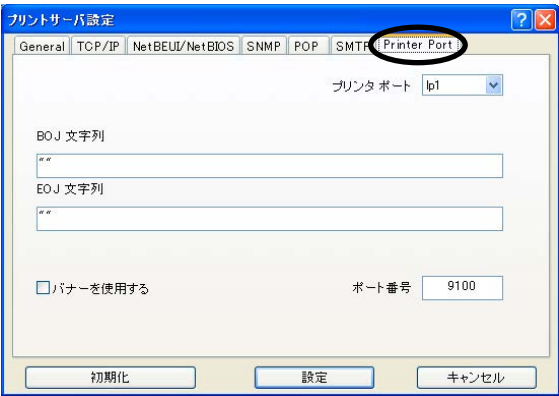 プリントサーバ設定
General TCP/IP NetBEUI/NetBIOS SNMP POP SMTP Printer Port
プリンタ ポート lp1
BOJ 文字列
""
EOJ 文字列
""
バナーを使用する ポート番号 9100
初期化 設定 キャンセル